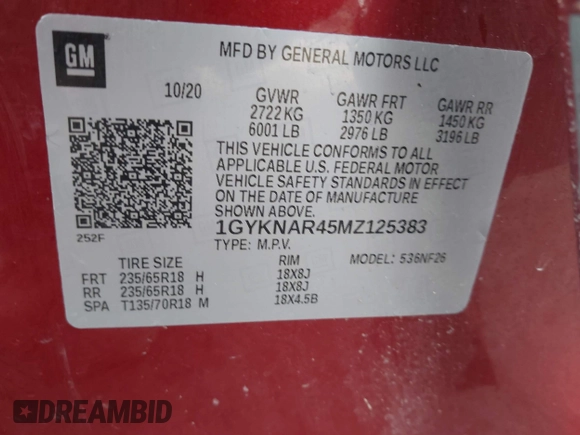 GM
MFD BY GENERAL MOTORS LLC
10/20 GVWR GAWR FRT GAWR RR
2722 KG 1350 KG 1450 KG
6001 LB 2976 LB 3196 LB
THIS VEHICLE CONFORMS TO ALL
APPLICABLE U.S. FEDERAL MOTOR
VEHICLE SAFETY STANDARDS IN EFFECT
ON THE DATE OF MANUFACTURE
SHOWN ABOVE.
252F
1GYKNAR45MZ125383
TYPE: M.P.V. MODEL: 536NF26
TIRE SIZE RIM
FRT 235/65R18 H 18X8J
RR 235/65R18 H 18X8J
SPA T135/70R18 M 18X4.5B
DREAMBID